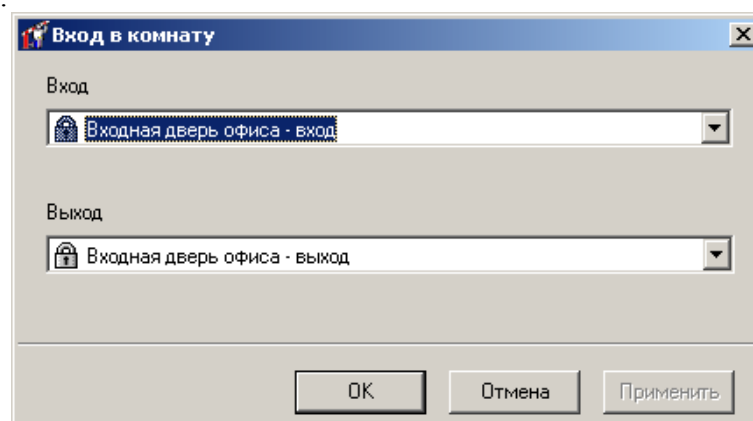 .
Вход в комнату
Вход
Входная дверь офиса - вход
Выход
Входная дверь офиса - выход
OK Отмена Применить